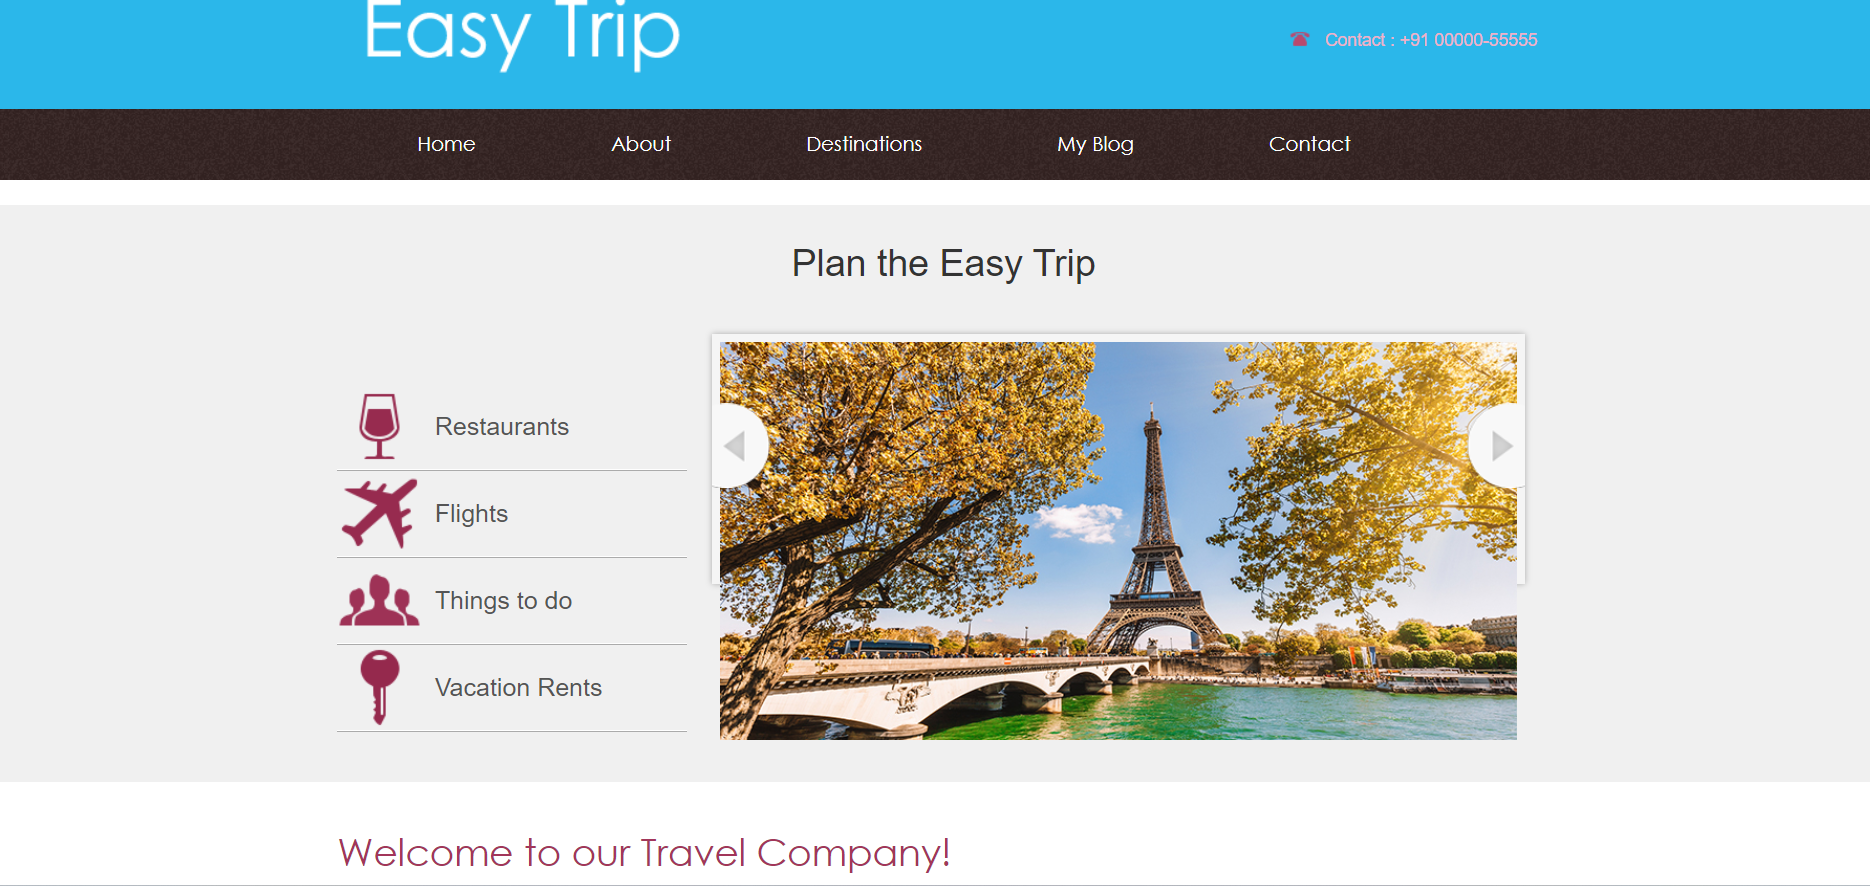 Easy Trip
Contact : +91 00000-55555
Home
About
Destinations
My Blog
Contact
Plan the Easy Trip
Restaurants
Flights
Things to do
Vacation Rents
Welcome to our Travel Company!